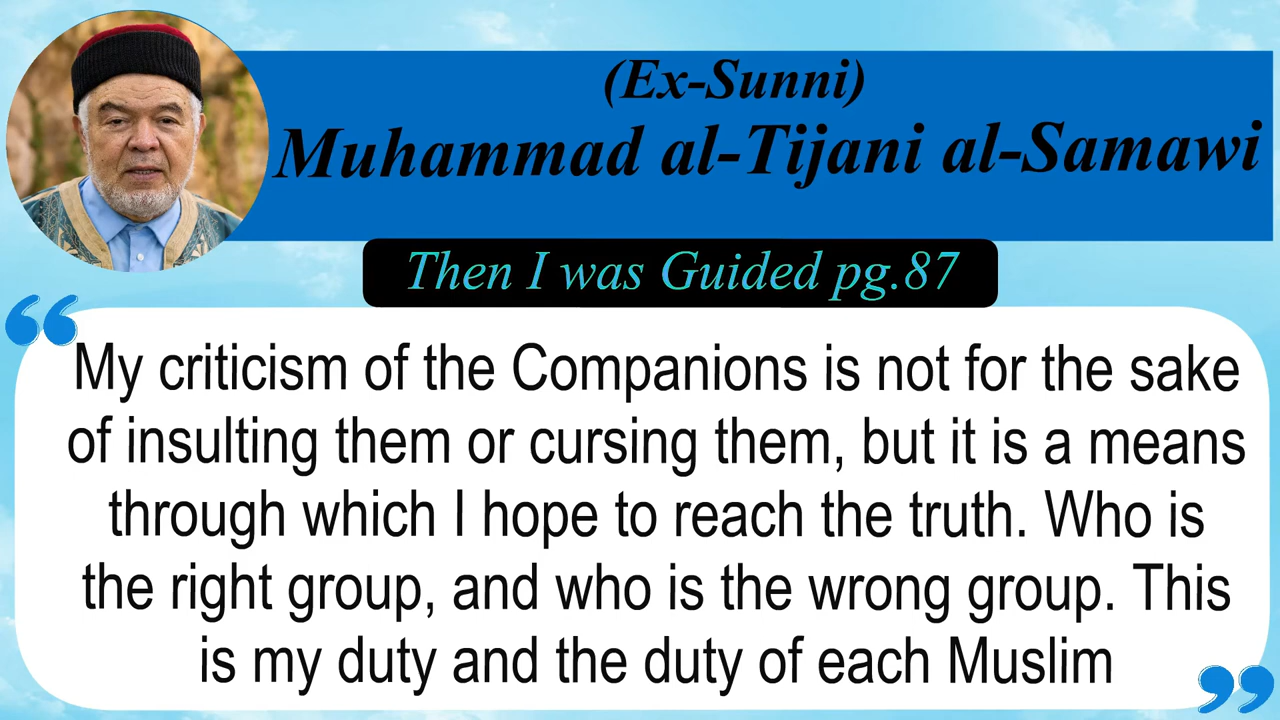 (Ex-Sunni)
Muhammad al-Tijani al-Samawi
Then I was Guided pg.87
“My criticism of the Companions is not for the sake
of insulting them or cursing them, but it is a means
through which I hope to reach the truth. Who is
the right group, and who is the wrong group. This
is my duty and the duty of each Muslim”